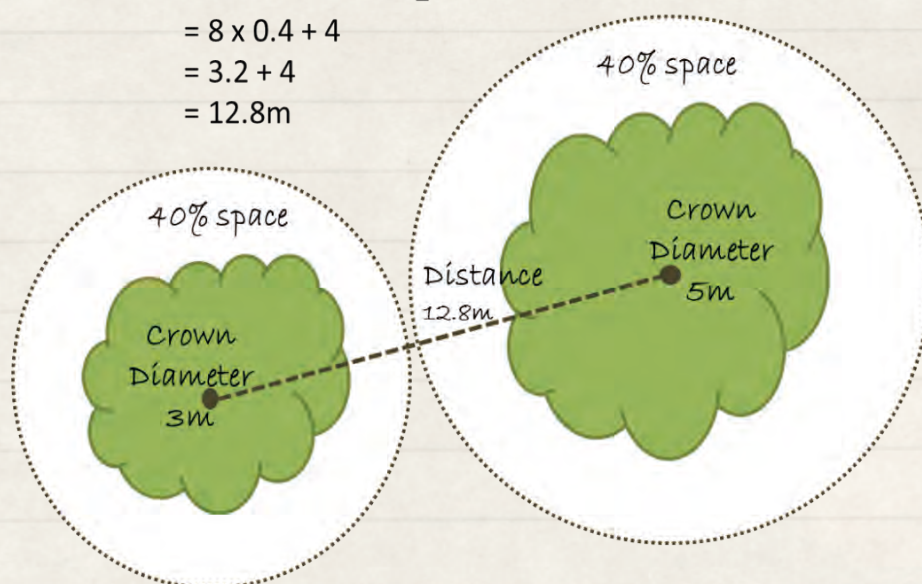 = 8 x 0.4 + 4
= 3.2 + 4
= 12.8m
40% space
40% space
Crown
Diameter
5m
Distance
12.8m
Crown
Diameter
3m